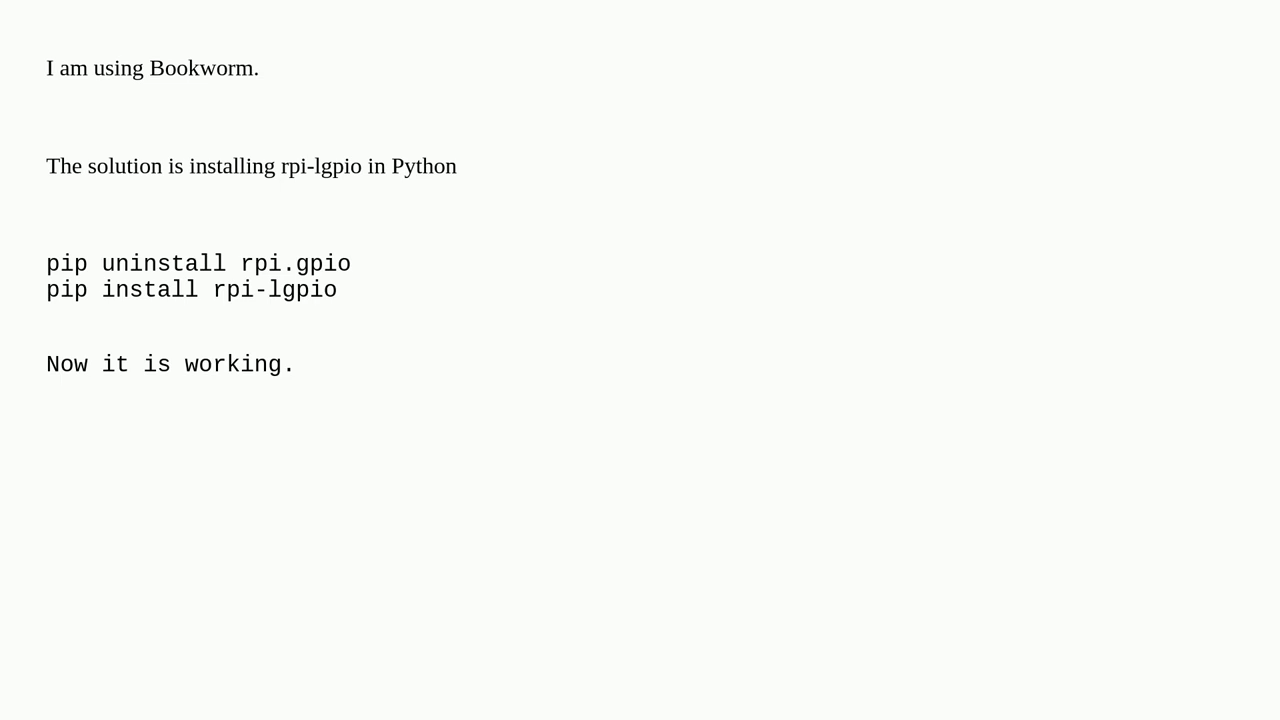 I am using Bookworm.
The solution is installing rpi-lgpio in Python
pip uninstall rpi.gpio
pip install rpi-lgpio
Now it is working.